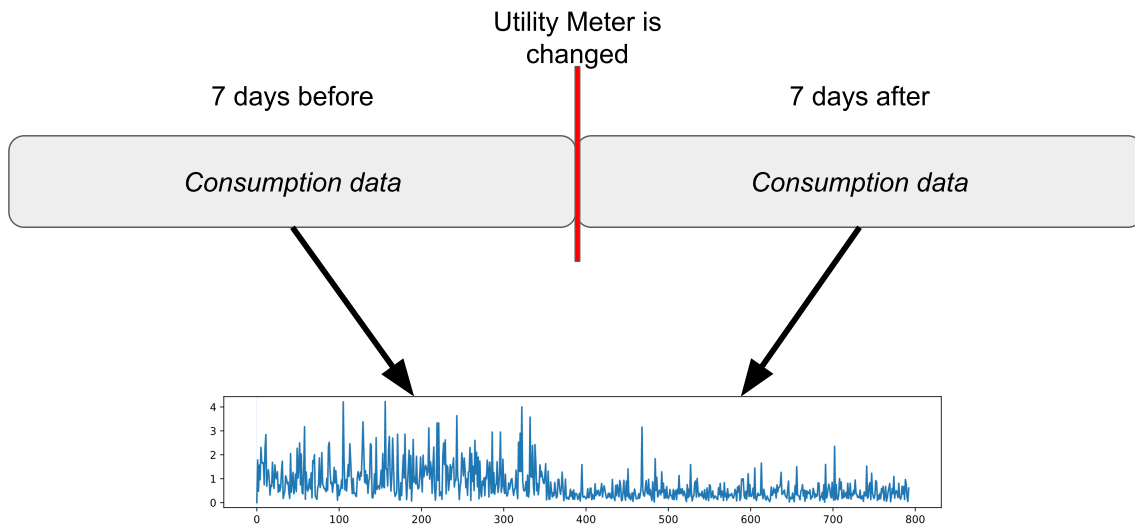 Utility Meter is
changed
7 days before
7 days after
Consumption data
Consumption data
4
3
2
1
0
0 100 200 300 400 500 600 700 800